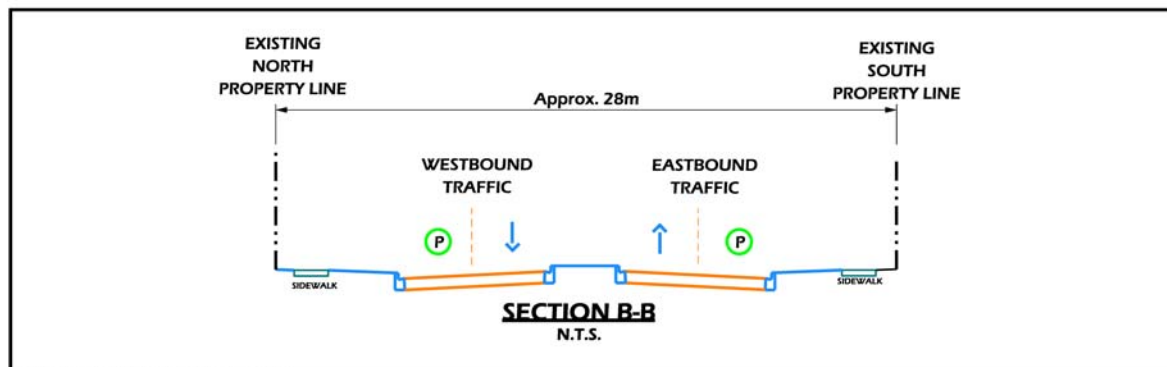 EXISTING
NORTH
PROPERTY LINE
EXISTING
SOUTH
PROPERTY LINE
Approx. 28m
WESTBOUND
TRAFFIC
EASTBOUND
TRAFFIC
P
P
SIDEWALK
SIDEWALK
SECTION B-B
N.T.S.